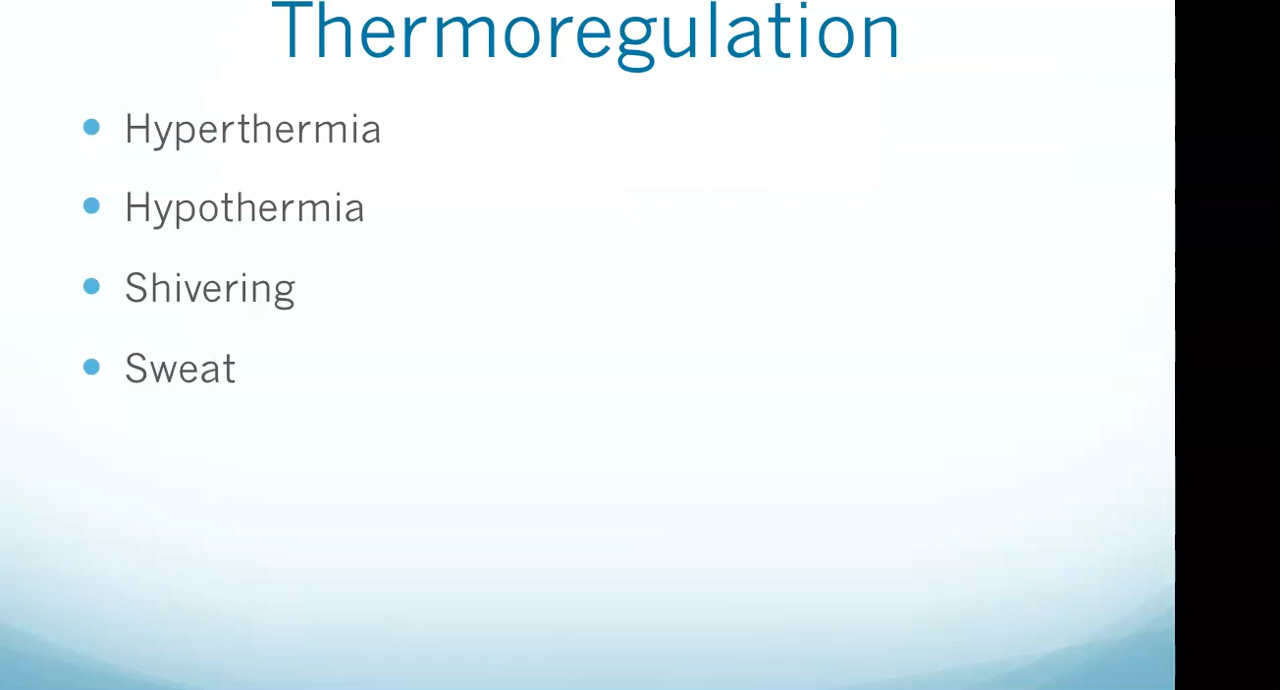 Thermoregulation
Hyperthermia
Hypothermia
Shivering
Sweat